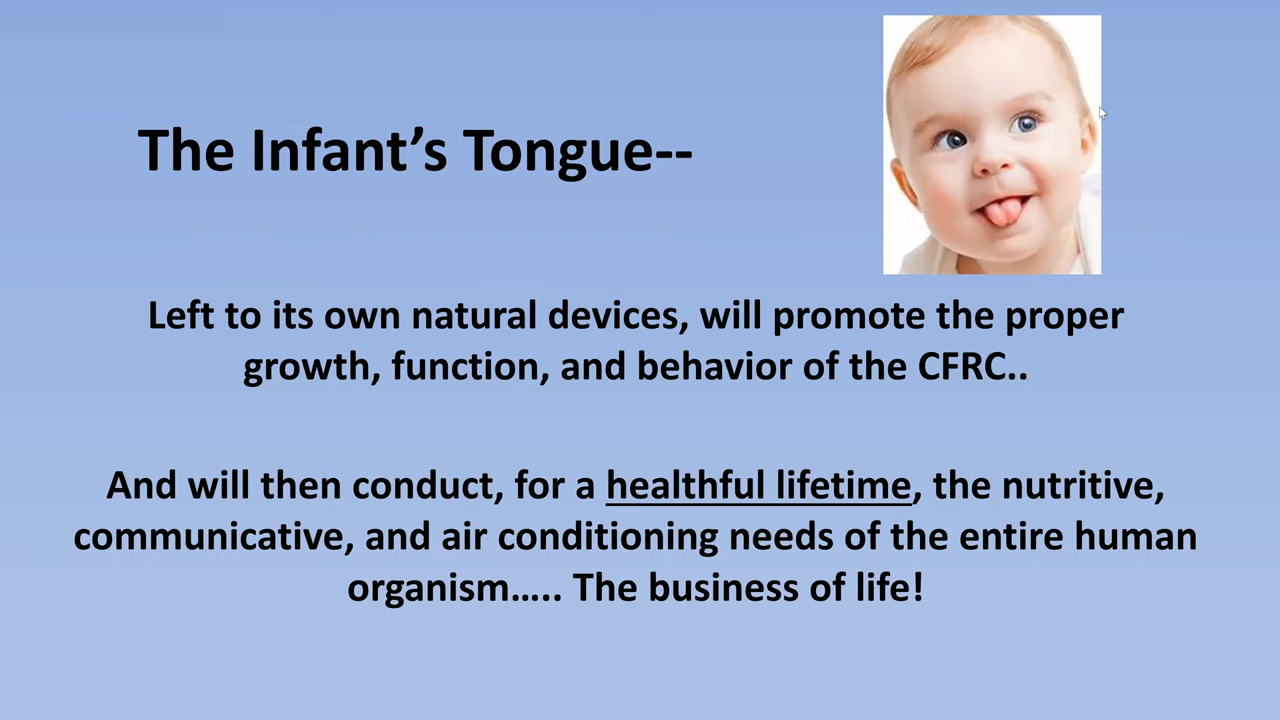 The Infant’s Tongue--
Left to its own natural devices, will promote the proper
growth, function, and behavior of the CFRC..
And will then conduct, for a healthful lifetime, the nutritive,
communicative, and air conditioning needs of the entire human
organism….. The business of life!